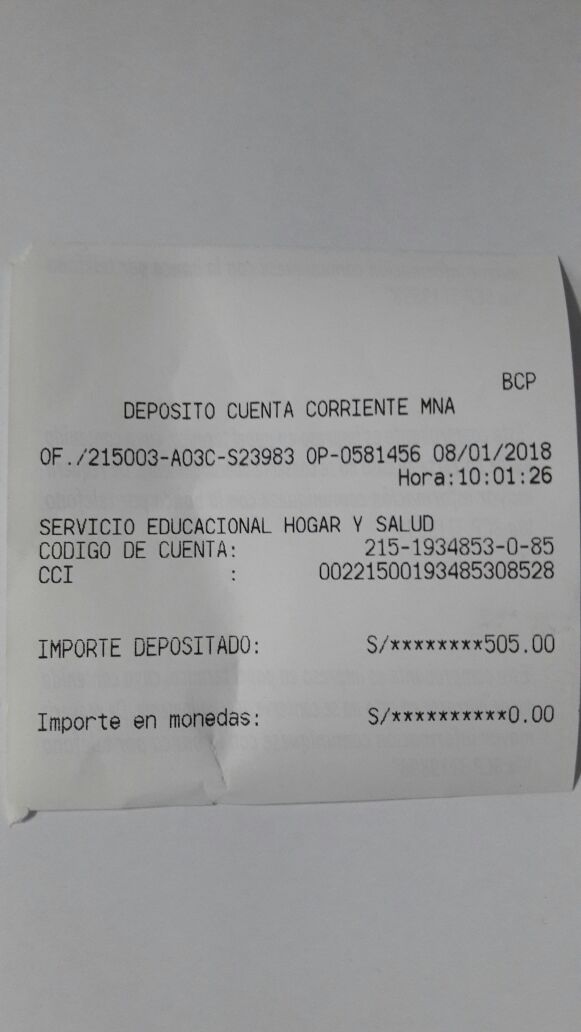 BCP
DEPOSITO CUENTA CORRIENTE MNA
OF./215003-A03C-S23983 OP-0581456 08/01/2018
Hora:10:01:26
SERVICIO EDUCACIONAL HOGAR Y SALUD
CODIGO DE CUENTA: 215-1934853-0-85
CCI : 00221500193485308528
IMPORTE DEPOSITADO: S/********505.00
Importe en monedas: S/**********0.00